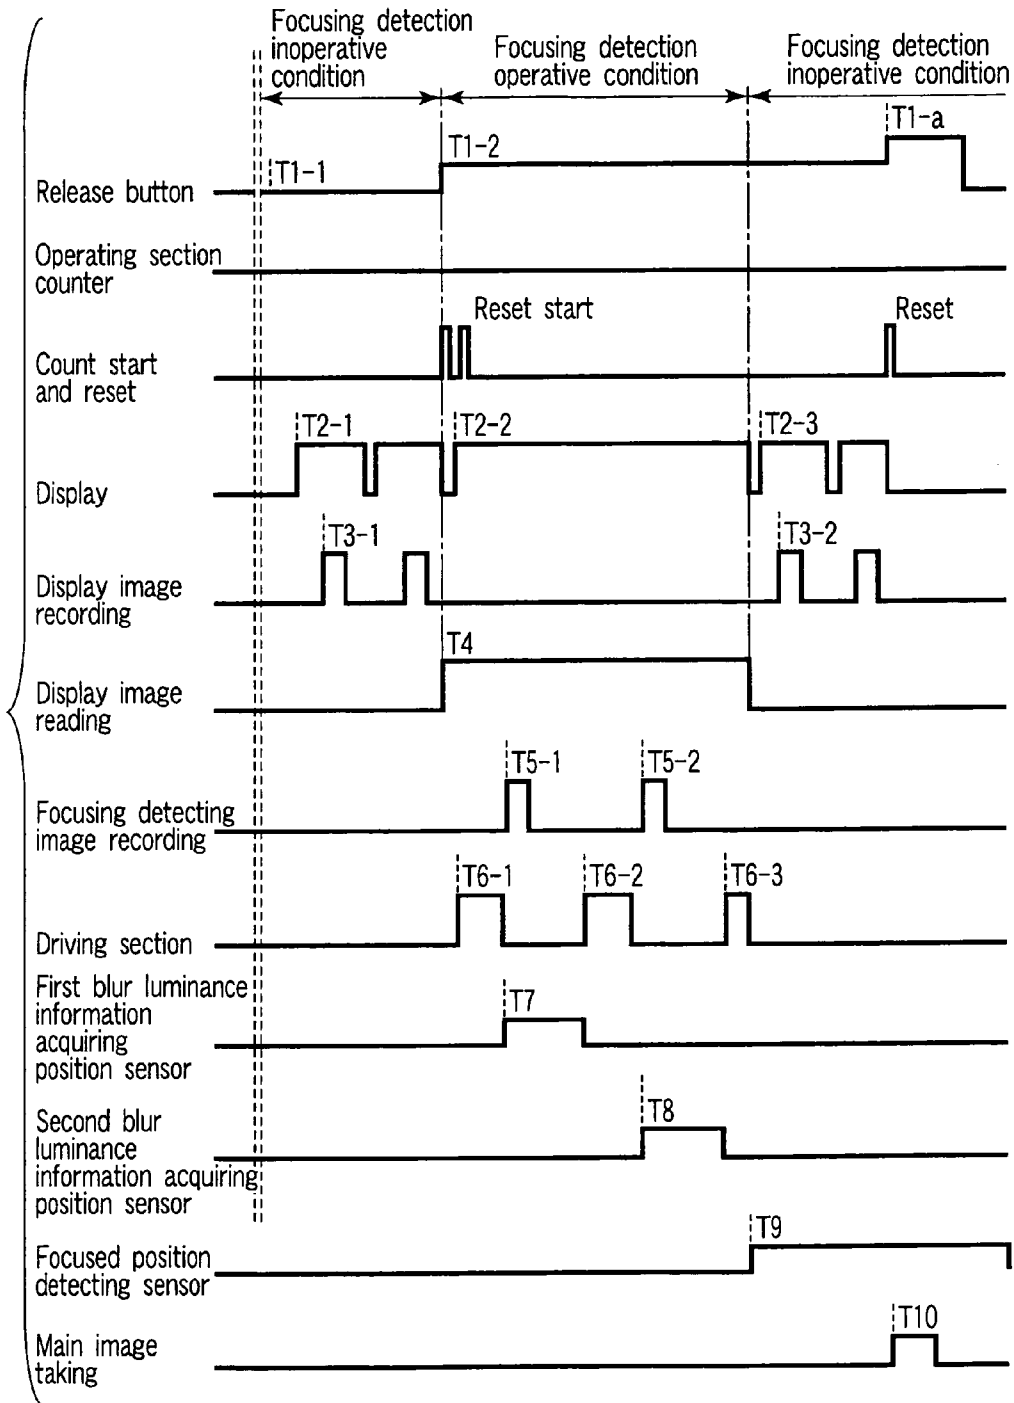 Focusing detection
inoperative
condition
Focusing detection
operative condition
Focusing detection
inoperative condition
T1-a
T1-2
T1-1
Release button
Operating section
counter
Reset start
Reset
Count start
and reset
T2-1
T2-2
T2-3
Display
T3-1
T3-2
Display image
recording
T4
Display image
reading
T5-1
T5-2
Focusing detecting
image recording
T6-1
T6-2
T6-3
Driving section
First blur luminance
information
acquiring
position sensor
T7
Second blur
luminance
information acquiring
position sensor
T8
T9
Focused position
detecting sensor
T10
Main image
taking